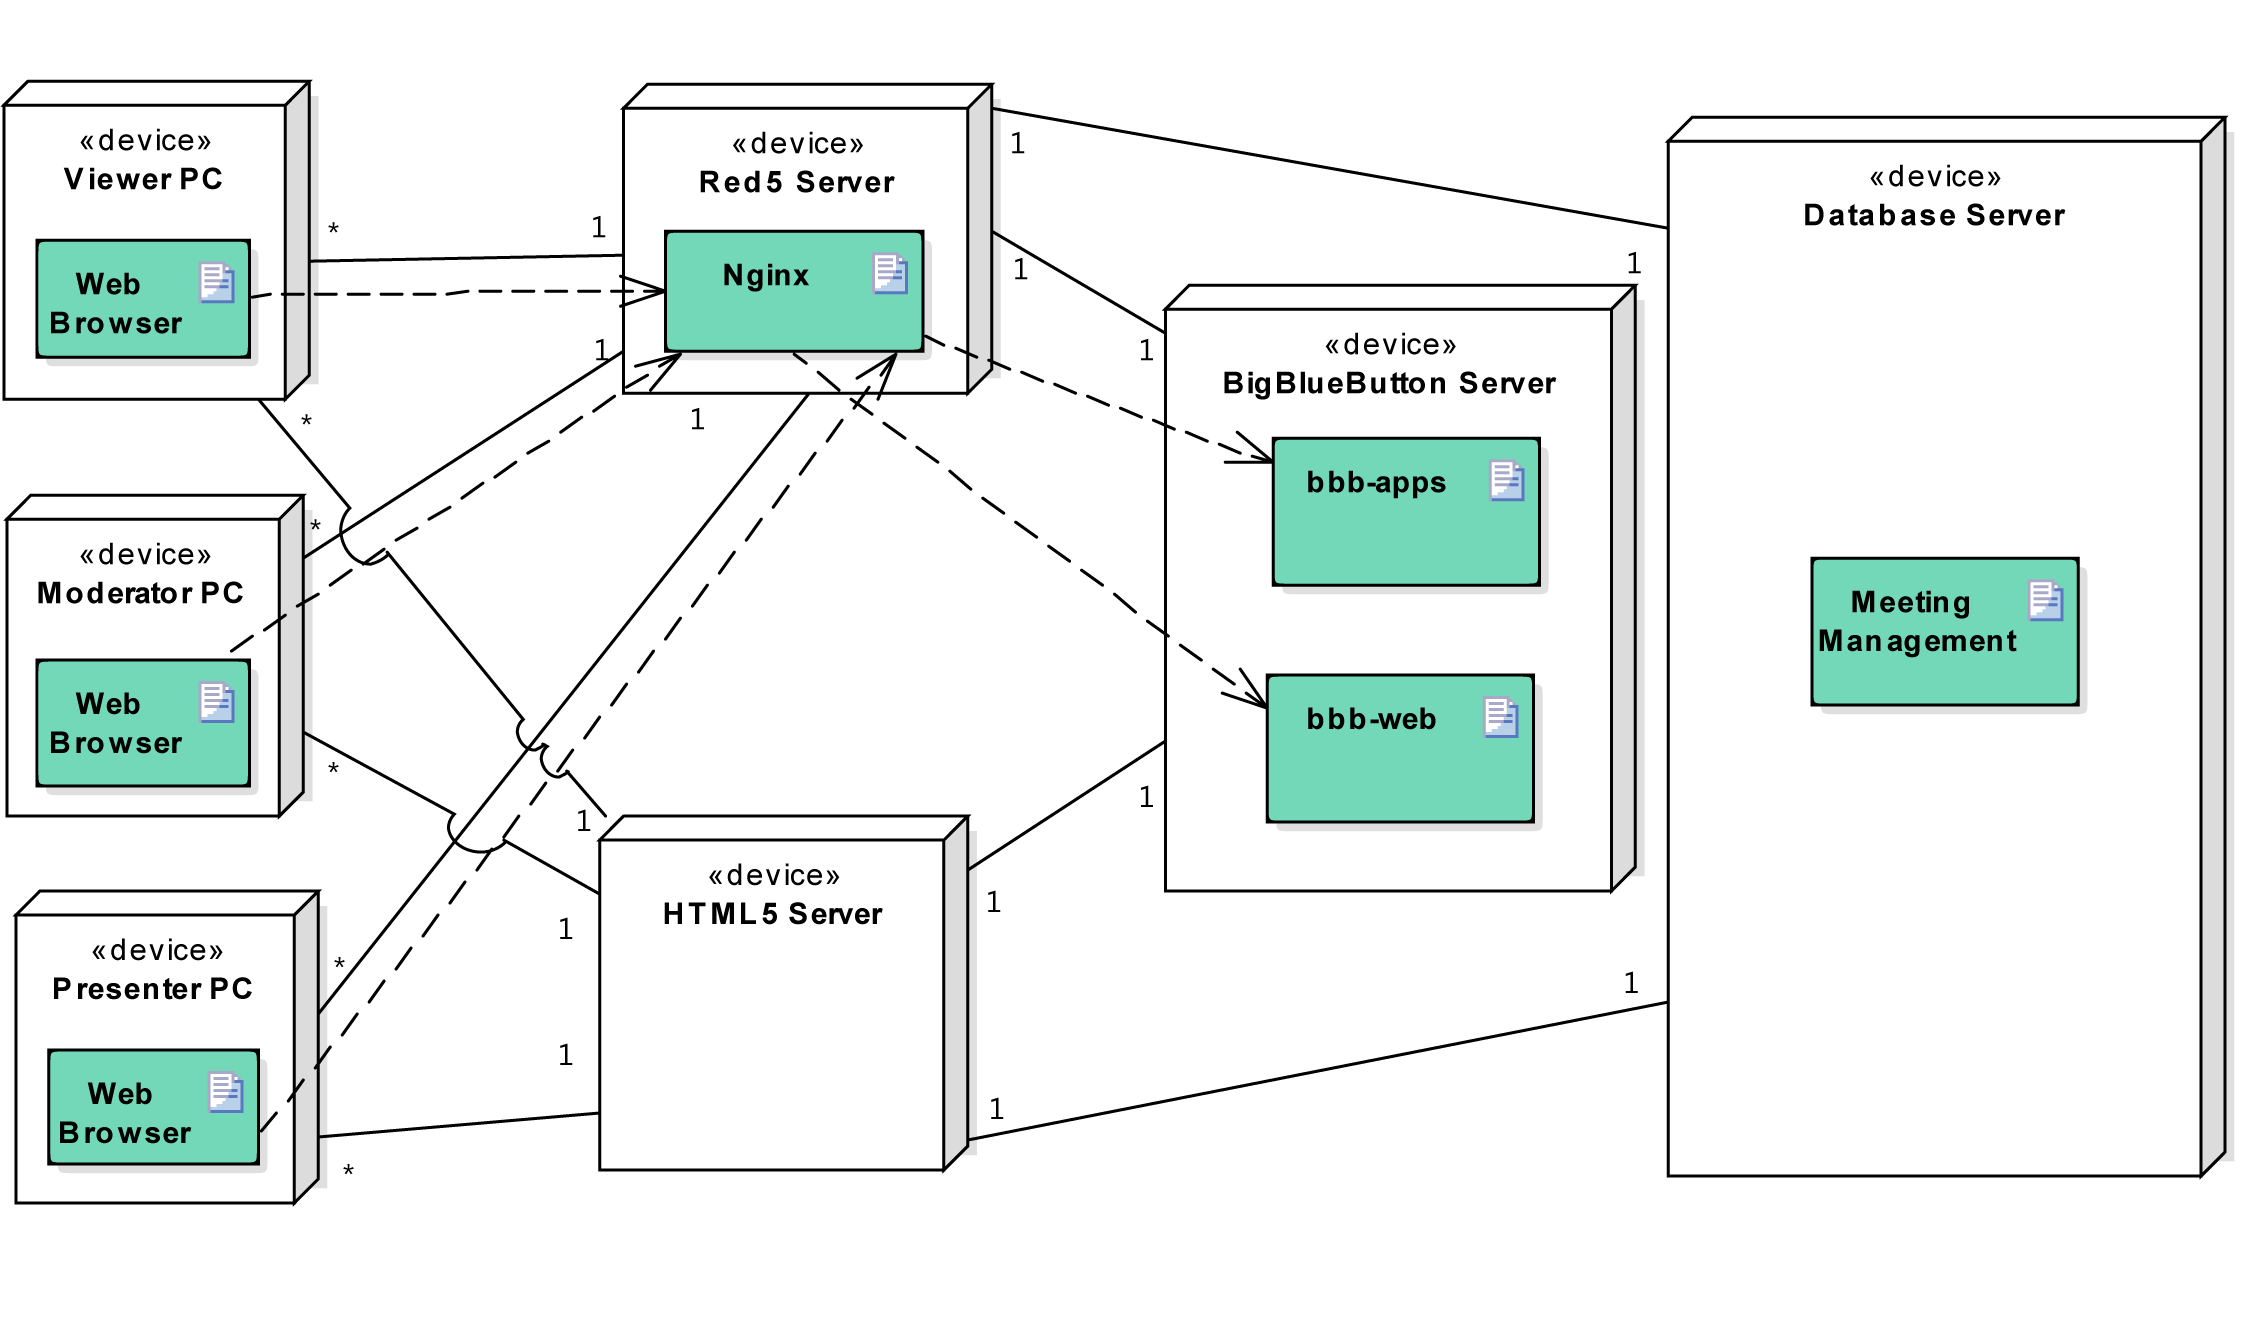 «device»
Viewer PC
Web
Browser
*
*
«device»
Moderator PC
Web
Browser
*
*
«device»
Presenter PC
Web
Browser
*
*
1
1
1
«device»
Red5 Server
Nginx
1
1
1
1
1
«device»
HTML5 Server
1
1
1
1
«device»
BigBlueButton Server
bbb-apps
bbb-web
1
1
«device»
Database Server
Meeting
Management